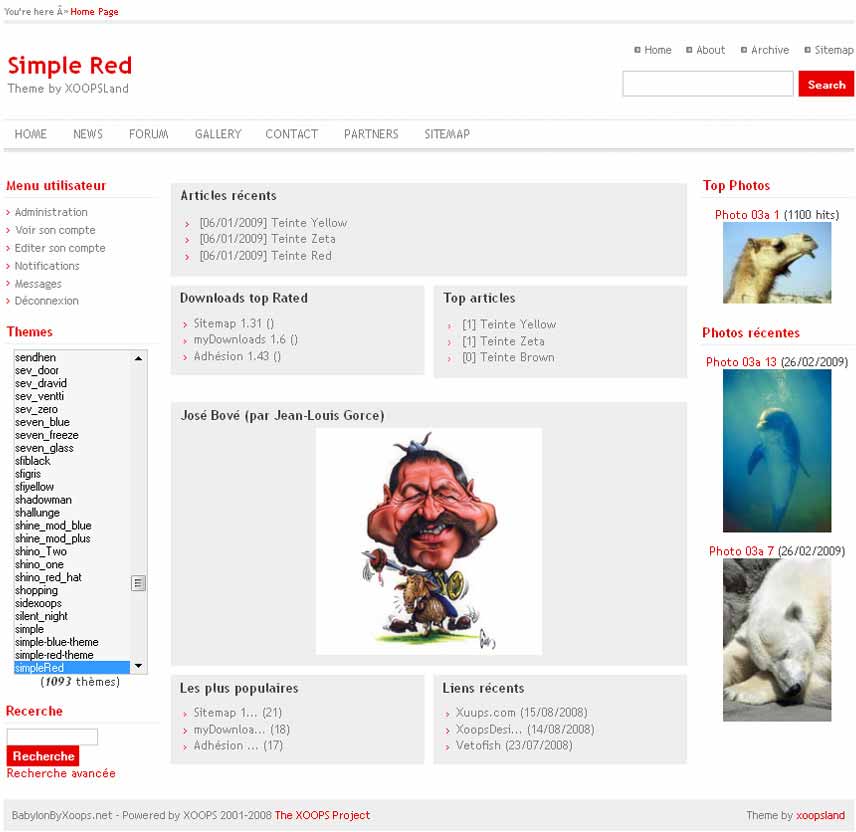 You're here Â» Home Page
Home About Archive Sitemap
Simple Red
Theme by XOOPSLand
Search
HOME NEWS FORUM GALLERY CONTACT PARTNERS SITEMAP
Menu utilisateur
Administration
Voir son compte
Editer son compte
Notifications
Messages
Déconnexion
Themes
sendhen
sev_door
sev_dravid
sev_ventti
sev_zero
seven_blue
seven_freeze
seven_glass
sfiblack
sfigris
sfiyellow
shadowman
shallunge
shine_mod_blue
shine_mod_plus
shino_Two
shino_one
shino_red_hat
shopping
sidexoops
silent_night
simple
simple-blue-theme
simple-red-theme
simpleRed
(1093 thèmes)
Recerche
Recherche
Recherche avancée
Articles récents
[06/01/2009] Teinte Yellow
[06/01/2009] Teinte Zeta
[06/01/2009] Teinte Red
Downloads top Rated
Sitemap 1.31 ()
myDownloads 1.6 ()
Adhésion 1.43 ()
Top articles
[1] Teinte Yellow
[1] Teinte Zeta
[0] Teinte Brown
José Bové (par Jean-Louis Gorce)
Les plus populaires
Sitemap 1... (21)
myDownloa... (18)
Adhésion ... (17)
Liens récents
Xuups.com (15/08/2008)
XoopsDesi... (14/08/2008)
Vetofish (23/07/2008)
Top Photos
Photo 03a 1 (1100 hits)
Photos récentes
Photo 03a 13 (26/02/2009)
Photo 03a 7 (26/02/2009)
BabylonByXoops.net - Powered by XOOPS 2001-2008 The XOOPS Project
Theme by xoopsland